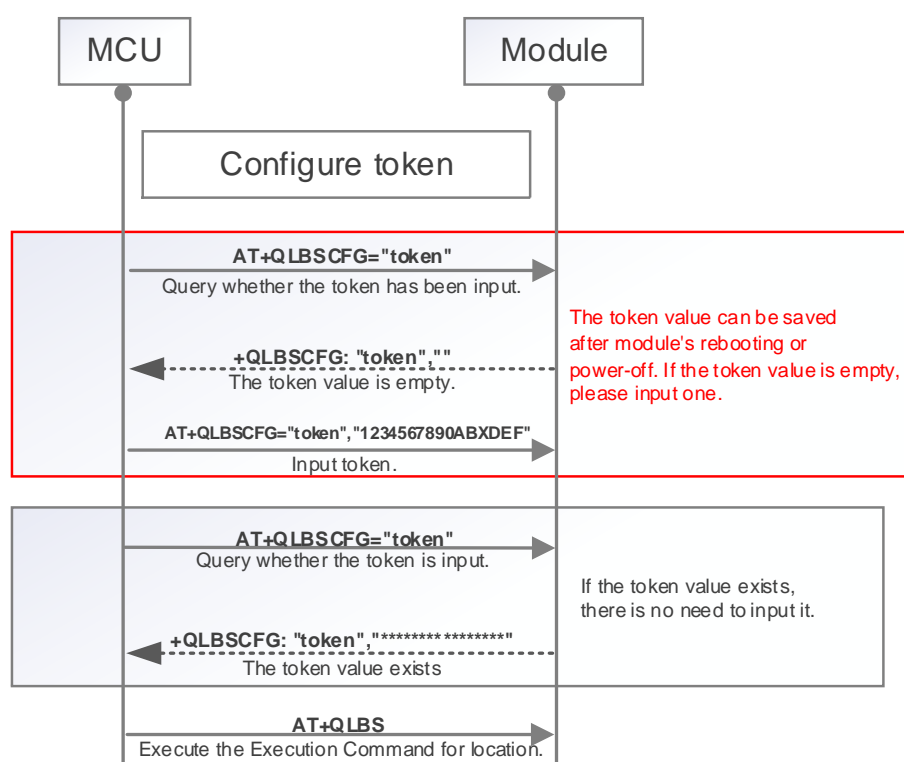 MCU
Module
Configure token
AT+QLBSCFG="token"
Query whether the token has been input.
+QLBSCFG: "token",""
The token value is empty.
The token value can be saved
after module's rebooting or
power-off. If the token value is empty,
please input one.
AT+QLBSCFG="token","1234567890ABXDEF"
Input token.
AT+QLBSCFG="token"
Query whether the token is input.
If the token value exists,
there is no need to input it.
+QLBSCFG: "token","****************"
The token value exists
AT+QLBS
Execute the Execution Command for location.